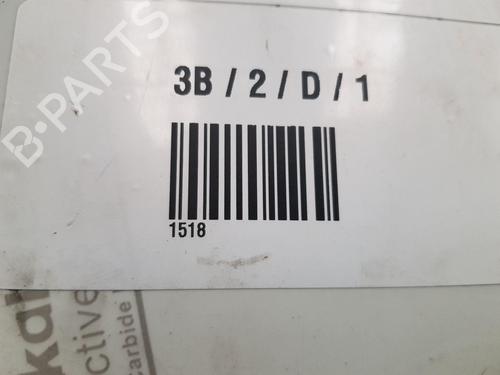 B-PARTS
3B / 2 / D / 1
1518
ctive
Carbide